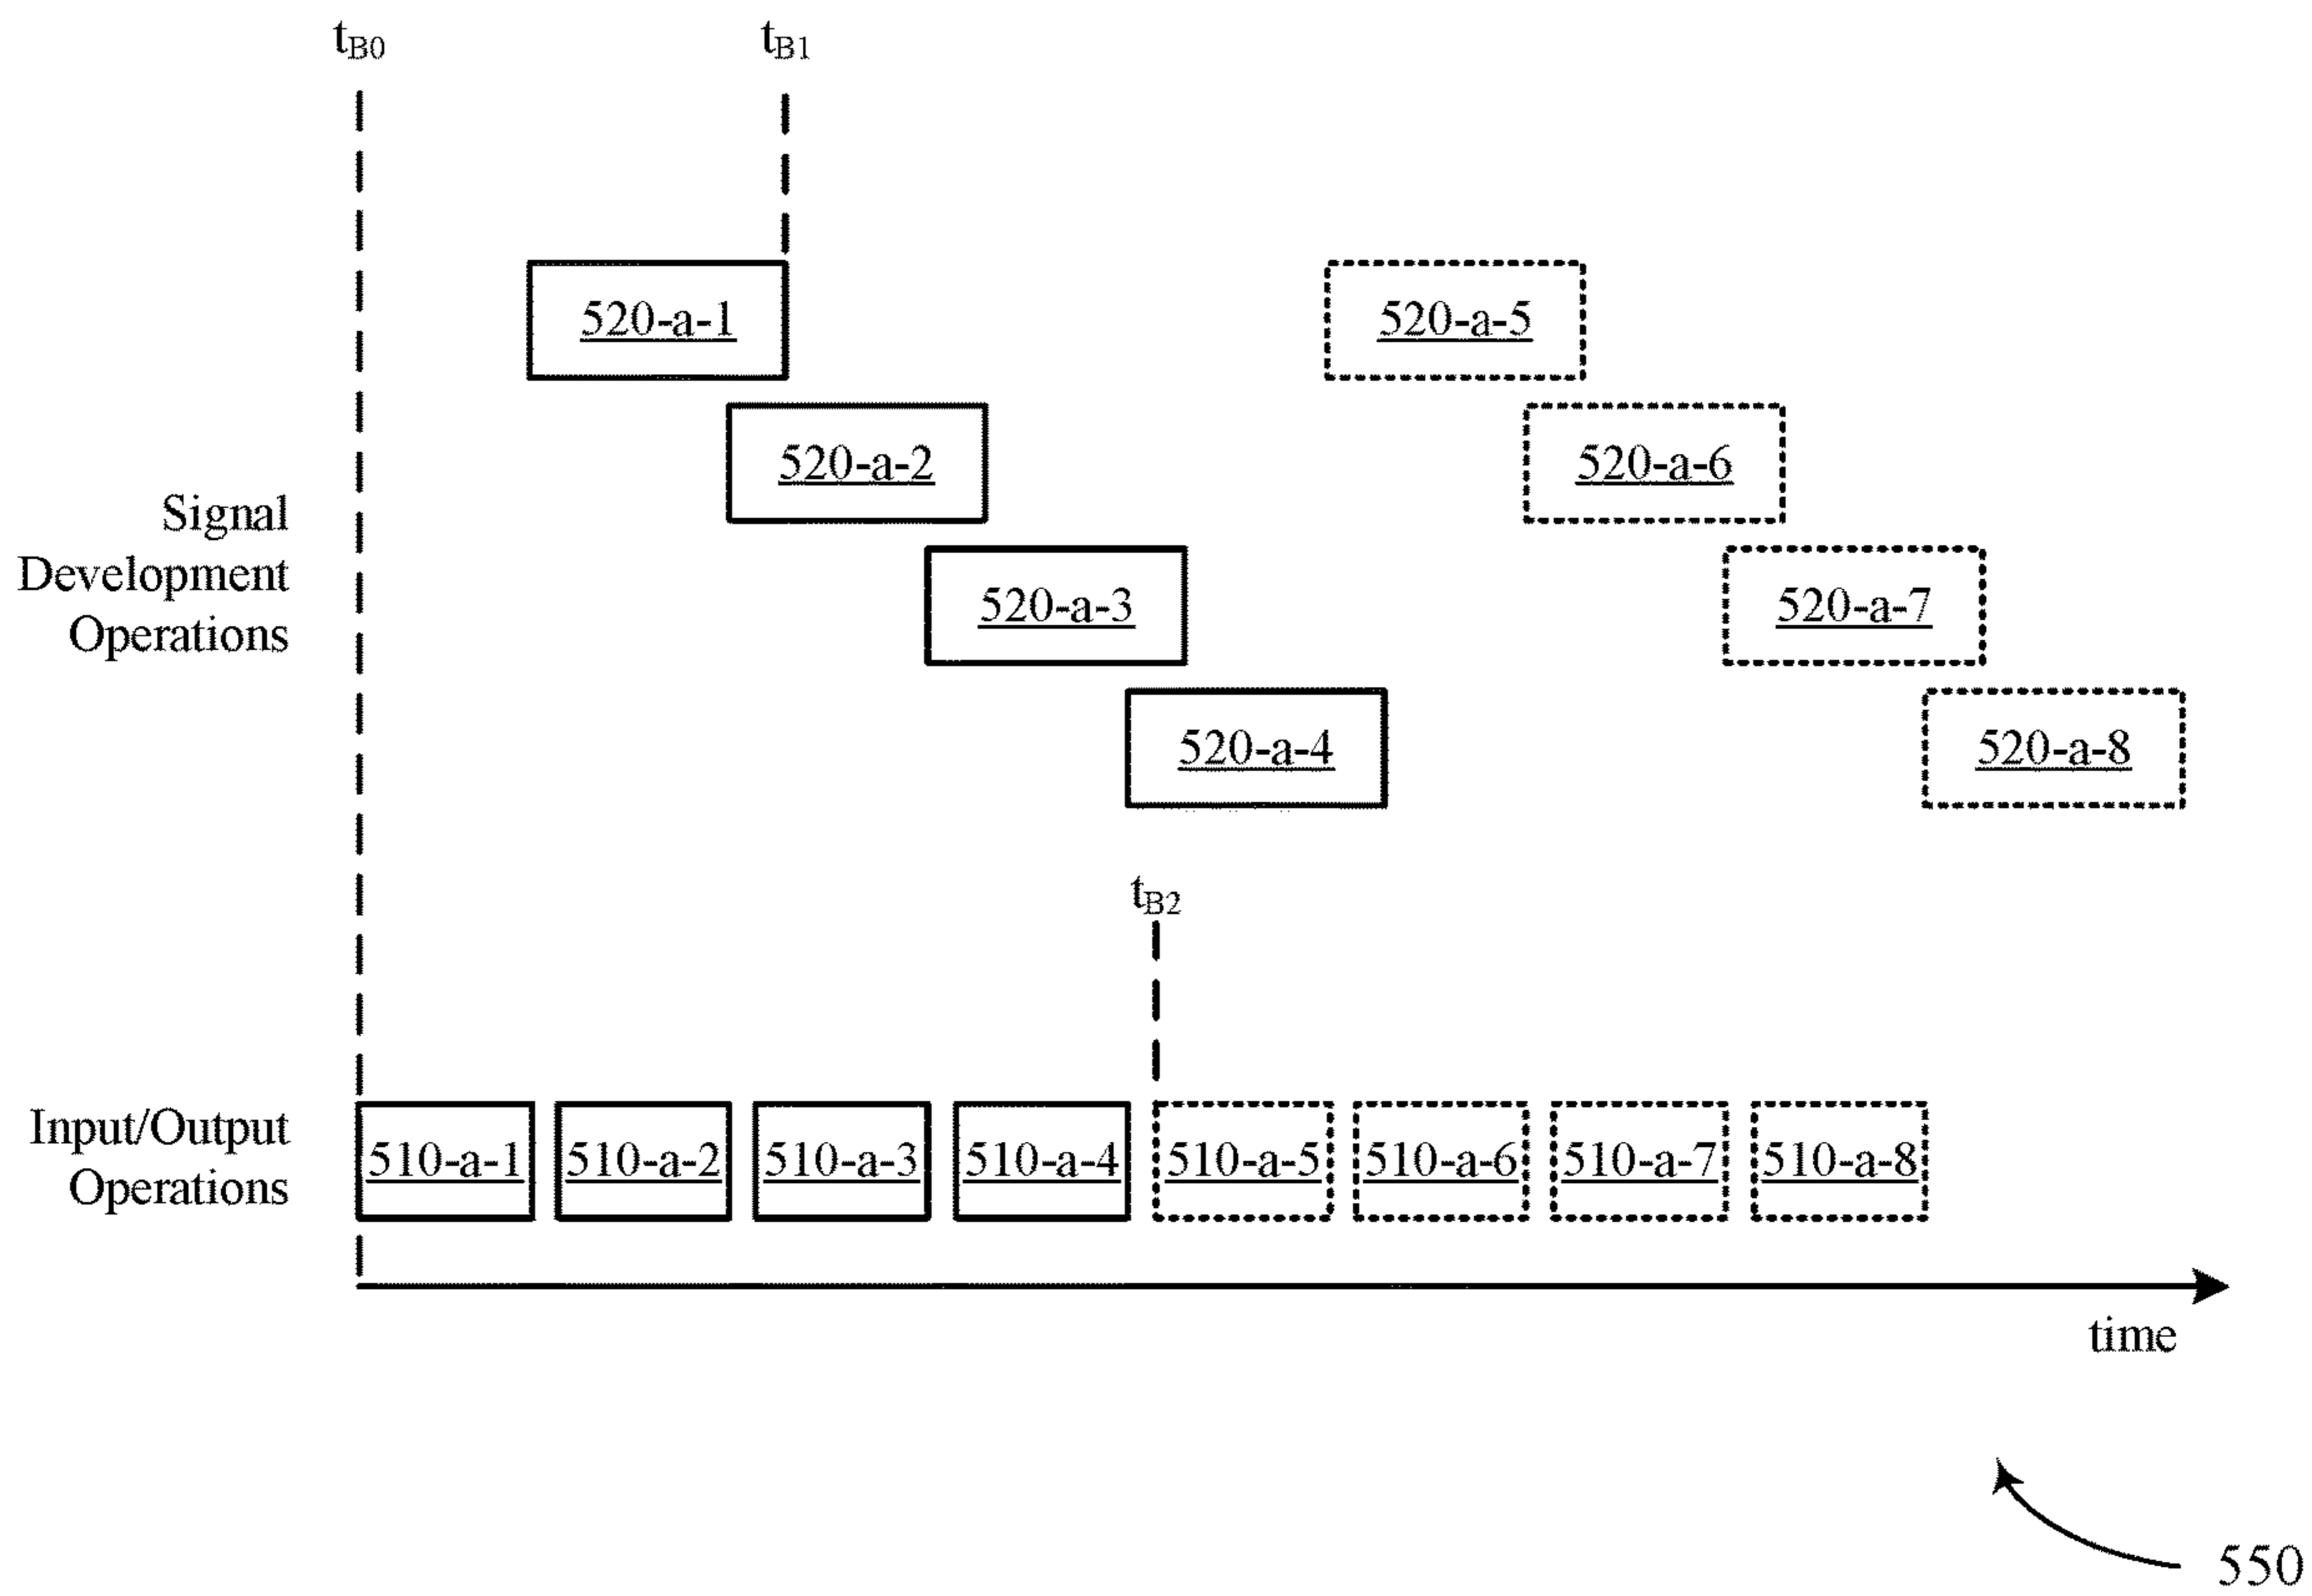 tB0
tB1
520-a-1
520-a-5
520-a-2
520-a-6
Signal
Development
Operations
520-a-3
520-a-7
520-a-4
520-a-8
tB2
Input/Output
Operations
510-a-1
510-a-2
510-a-3
510-a-4
510-a-5
510-a-6
510-a-7
510-a-8
time
550